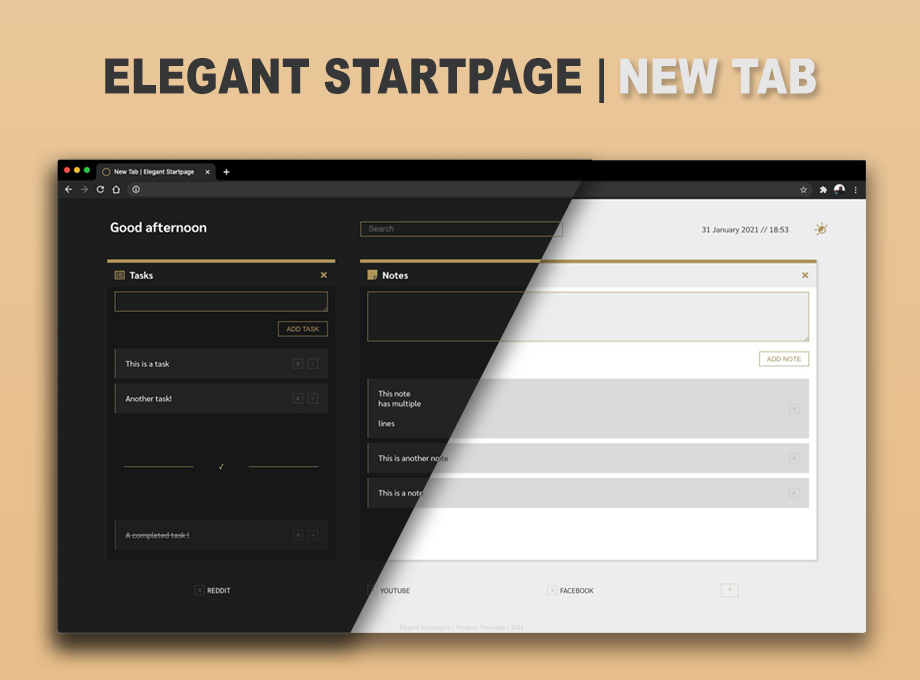 ELEGANT STARTPAGE | NEW TAB
New Tab | Elegant Startpage
Good afternoon
Search
31 January 2021 // 18:53
Tasks
ADD TASK
This is a task
Another task!
✓
A completed task !
Notes
ADD NOTE
This note
has multiple
lines
This is another note
This is a note
REDDIT
YOUTUBE
FACEBOOK